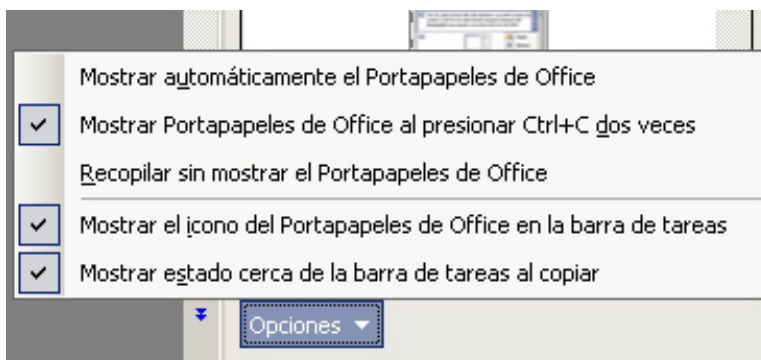 Mostrar automáticamente el Portapapeles de Office
Mostrar Portapapeles de Office al presionar Ctrl+C dos veces
Recopilar sin mostrar el Portapapeles de Office
Mostrar el icono del Portapapeles de Office en la barra de tareas
Mostrar estado cerca de la barra de tareas al copiar
Opciones